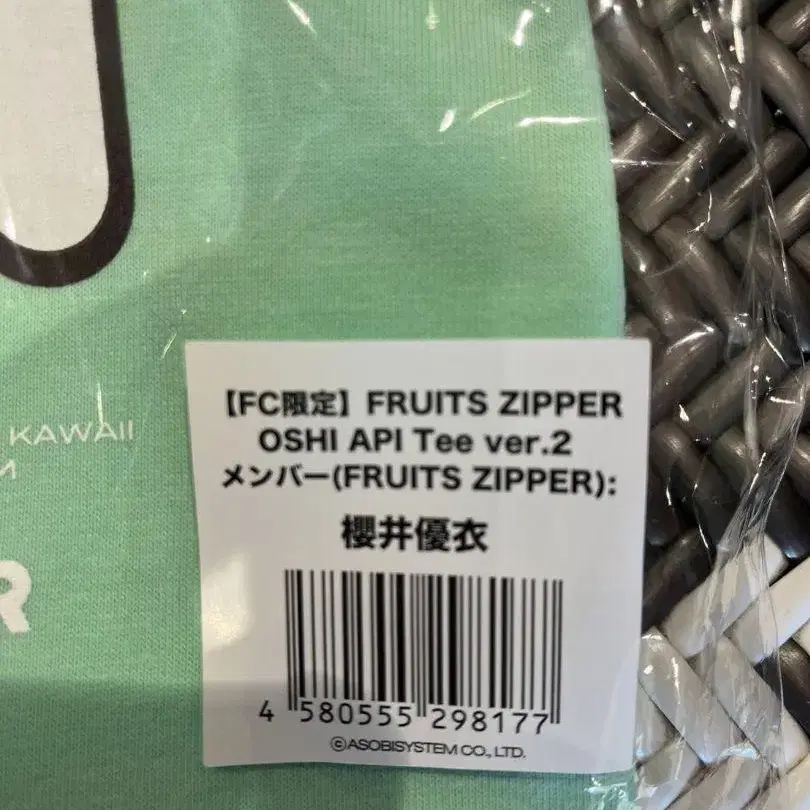 KAWAII
M
R
【FC限定】FRUITS ZIPPER
OSHI API Tee ver.2
メンバー(FRUITS ZIPPER):
櫻井優衣
4 580555 298177
©ASOBISYSTEM CO., LTD.